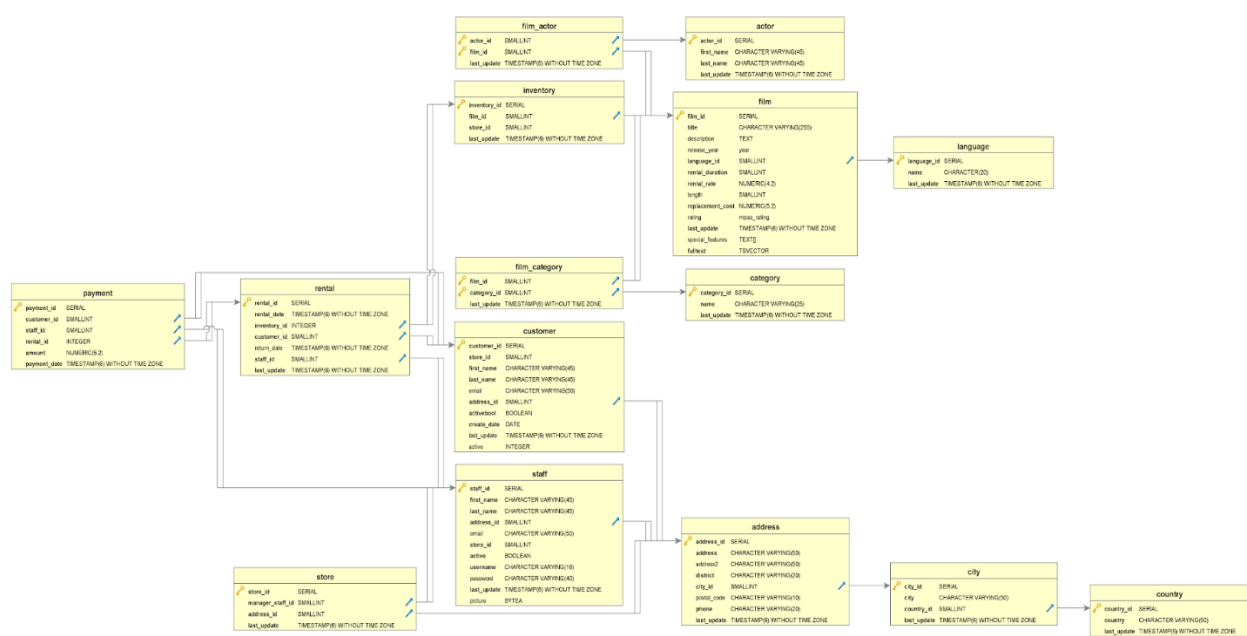 film_actor
actor_id SMALLINT
film_id SMALLINT
last_update TIMESTAMP(6) WITHOUT TIME ZONE
actor
actor_id SERIAL
first_name CHARACTER VARYING(45)
last_name CHARACTER VARYING(45)
last_update TIMESTAMP(6) WITHOUT TIME ZONE
inventory
inventory_id SERIAL
film_id SMALLINT
store_id SMALLINT
last_update TIMESTAMP(6) WITHOUT TIME ZONE
film
film_id SERIAL
title CHARACTER VARYING(255)
description TEXT
release_year year
language_id SMALLINT
rental_duration SMALLINT
rental_rate NUMERIC(4,2)
length SMALLINT
replacement_cost NUMERIC(5,2)
rating mpaa_rating
last_update TIMESTAMP(6) WITHOUT TIME ZONE
special_features TEXT[]
fulltext TSVECTOR
language
language_id SERIAL
name CHARACTER(20)
last_update TIMESTAMP(6) WITHOUT TIME ZONE
film_category
film_id SMALLINT
category_id SMALLINT
last_update TIMESTAMP(6) WITHOUT TIME ZONE
category
category_id SERIAL
name CHARACTER VARYING(25)
last_update TIMESTAMP(6) WITHOUT TIME ZONE
payment
payment_id SERIAL
customer_id SMALLINT
staff_id SMALLINT
rental_id INTEGER
amount NUMERIC(5,2)
payment_date TIMESTAMP(6) WITHOUT TIME ZONE
rental
rental_id SERIAL
rental_date TIMESTAMP(6) WITHOUT TIME ZONE
inventory_id INTEGER
customer_id SMALLINT
return_date TIMESTAMP(6) WITHOUT TIME ZONE
staff_id SMALLINT
last_update TIMESTAMP(6) WITHOUT TIME ZONE
customer
customer_id SERIAL
store_id SMALLINT
first_name CHARACTER VARYING(45)
last_name CHARACTER VARYING(45)
email CHARACTER VARYING(50)
address_id SMALLINT
activebool BOOLEAN
create_date DATE
last_update TIMESTAMP(6) WITHOUT TIME ZONE
active INTEGER
staff
staff_id SERIAL
first_name CHARACTER VARYING(45)
last_name CHARACTER VARYING(45)
address_id SMALLINT
email CHARACTER VARYING(50)
store_id SMALLINT
active BOOLEAN
username CHARACTER VARYING(16)
password CHARACTER VARYING(40)
last_update TIMESTAMP(6) WITHOUT TIME ZONE
picture BYTEA
store
store_id SERIAL
manager_staff_id SMALLINT
address_id SMALLINT
last_update TIMESTAMP(6) WITHOUT TIME ZONE
address
address_id SERIAL
address CHARACTER VARYING(50)
address2 CHARACTER VARYING(50)
district CHARACTER VARYING(20)
city_id SMALLINT
postal_code CHARACTER VARYING(10)
phone CHARACTER VARYING(20)
last_update TIMESTAMP(6) WITHOUT TIME ZONE
city
city_id SERIAL
city CHARACTER VARYING(50)
country_id SMALLINT
last_update TIMESTAMP(6) WITHOUT TIME ZONE
country
country_id SERIAL
country CHARACTER VARYING(50)
last_update TIMESTAMP(6) WITHOUT TIME ZONE